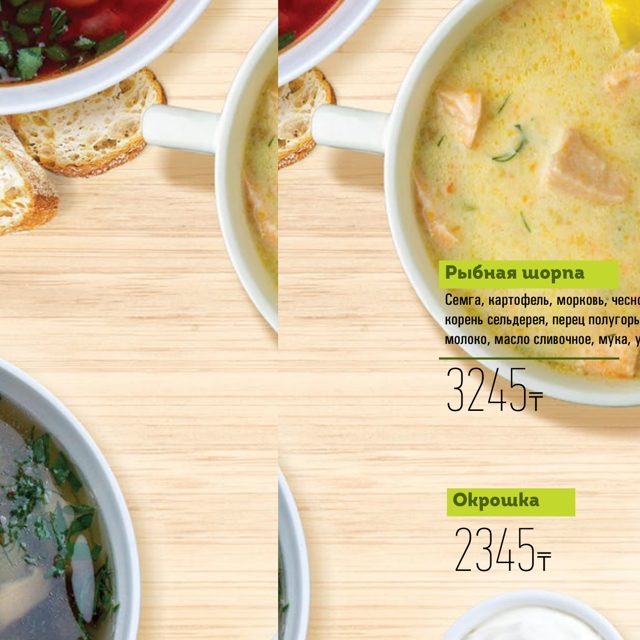 Рыбная шорпа
Семга, картофель, морковь,
корень сельдерея, перец
молоко, масло сливочное, мука,
3245₸
Окрошка
2345₸